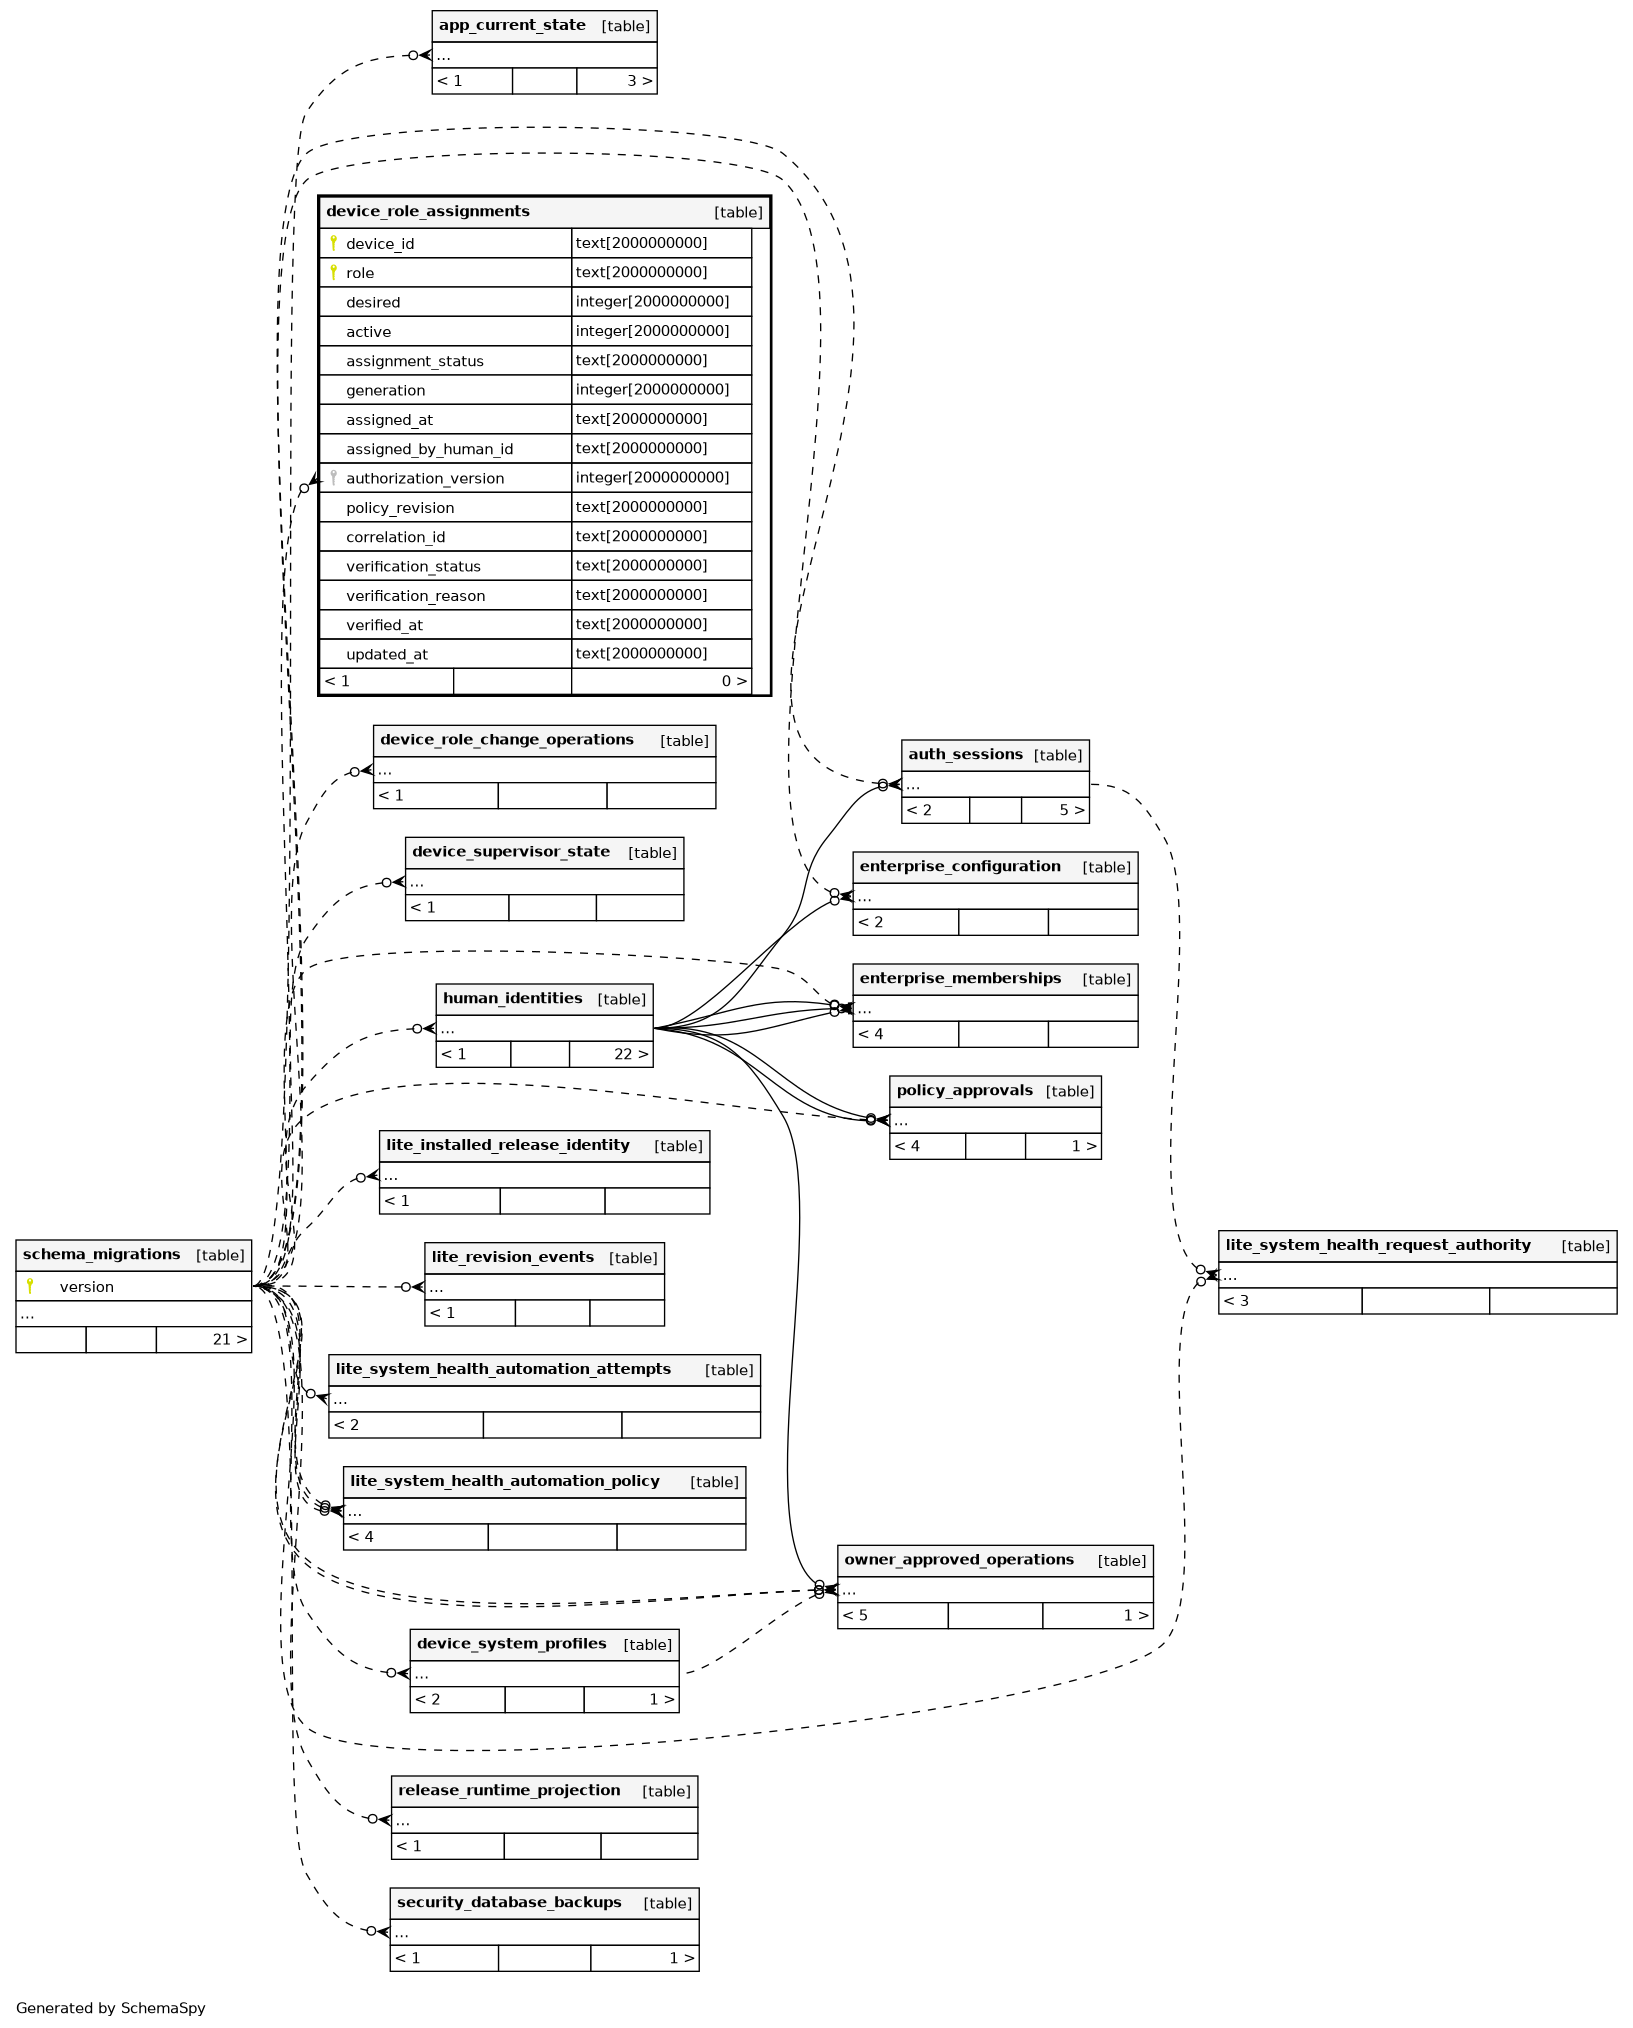 app_current_state [table]
...
< 1 3 >
device_role_assignments [table]
device_id text[2000000000]
role text[2000000000]
desired integer[2000000000]
active integer[2000000000]
assignment_status text[2000000000]
generation integer[2000000000]
assigned_at text[2000000000]
assigned_by_human_id text[2000000000]
authorization_version integer[2000000000]
policy_revision text[2000000000]
correlation_id text[2000000000]
verification_status text[2000000000]
verification_reason text[2000000000]
verified_at text[2000000000]
updated_at text[2000000000]
< 1 0 >
device_role_change_operations [table]
...
< 1
auth_sessions [table]
...
< 2 5 >
device_supervisor_state [table]
...
< 1
enterprise_configuration [table]
...
< 2
enterprise_memberships [table]
...
< 4
human_identities [table]
...
< 1 22 >
policy_approvals [table]
...
< 4 1 >
lite_installed_release_identity [table]
...
< 1
schema_migrations [table]
version
...
21 >
lite_revision_events [table]
...
< 1
lite_system_health_request_authority [table]
...
< 3
lite_system_health_automation_attempts [table]
...
< 2
lite_system_health_automation_policy [table]
...
< 4
owner_approved_operations [table]
...
< 5 1 >
device_system_profiles [table]
...
< 2 1 >
release_runtime_projection [table]
...
< 1
security_database_backups [table]
...
< 1 1 >
Generated by SchemaSpy